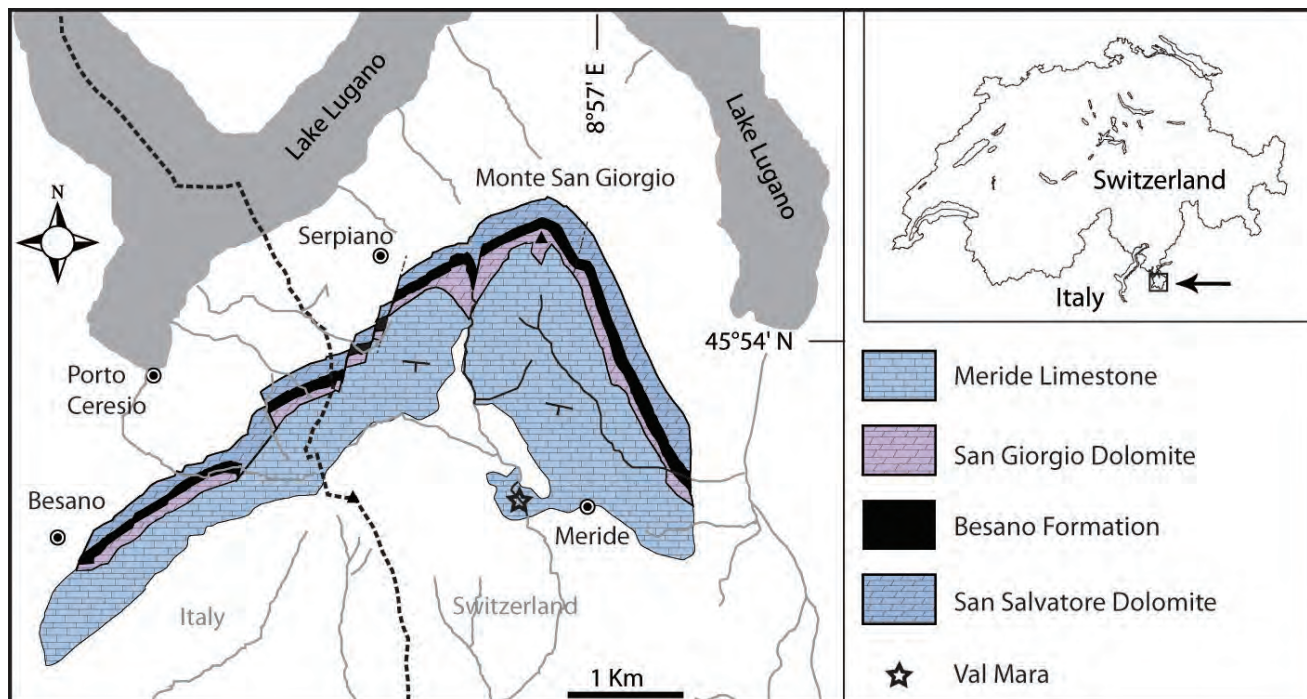 Lake Lugano
8°57' E
Lake Lugano
N
Monte San Giorgio
Serpiano
Switzerland
Italy
45°54' N
Porto
Ceresio
Besano
Meride
Italy
Switzerland
1 Km
Meride Limestone
San Giorgio Dolomite
Besano Formation
San Salvatore Dolomite
Val Mara